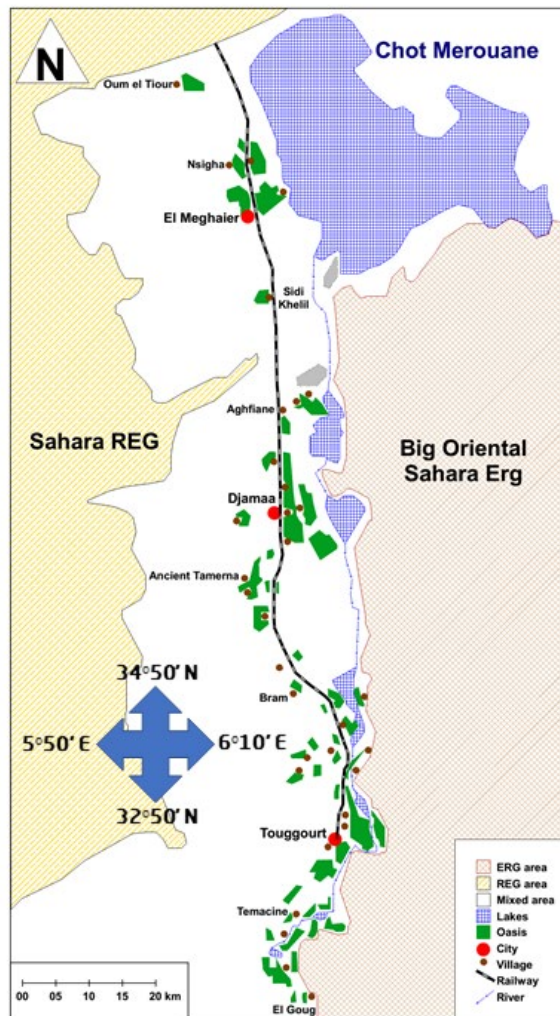 N
Chot Merouane
Oum el Tiour
Nsigha
El Meghaier
Sidi
Khelil
Aghfiane
Sahara REG
Big Oriental
Sahara Erg
Djamaa
Ancient Tamerna
34°50' N
Bram
5°50' E
6°10' E
32°50' N
Touggourt
Temacine
El Goug
ERG area
REG area
Mixed area
Lakes
Oasis
City
Village
Railway
River
00 05 10 15 20 km